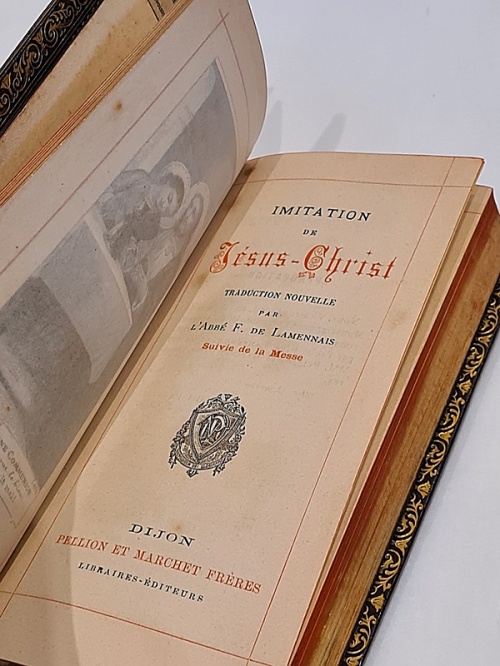 IMITATION
DE
Jésus-Christ
TRADUCTION NOUVELLE
PAR
L'ABBÉ F. DE LAMENNAIS
Suivie de la Messe
DIJON
PELLION ET MARCHET FRÈRES
LIBRAIRES-ÉDITEURS